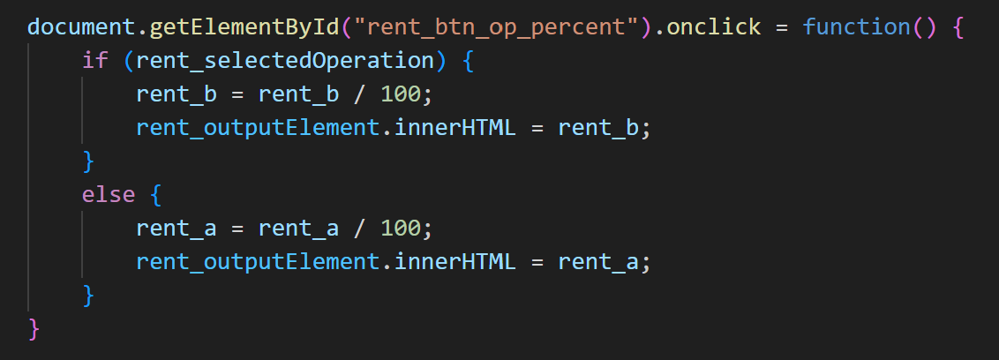 document.getElementById("rent_btn_op_percent").onclick = function() {
    if (rent_selectedOperation) {
        rent_b = rent_b / 100;
        rent_outputElement.innerHTML = rent_b;
    }
    else {
        rent_a = rent_a / 100;
        rent_outputElement.innerHTML = rent_a;
    }
}